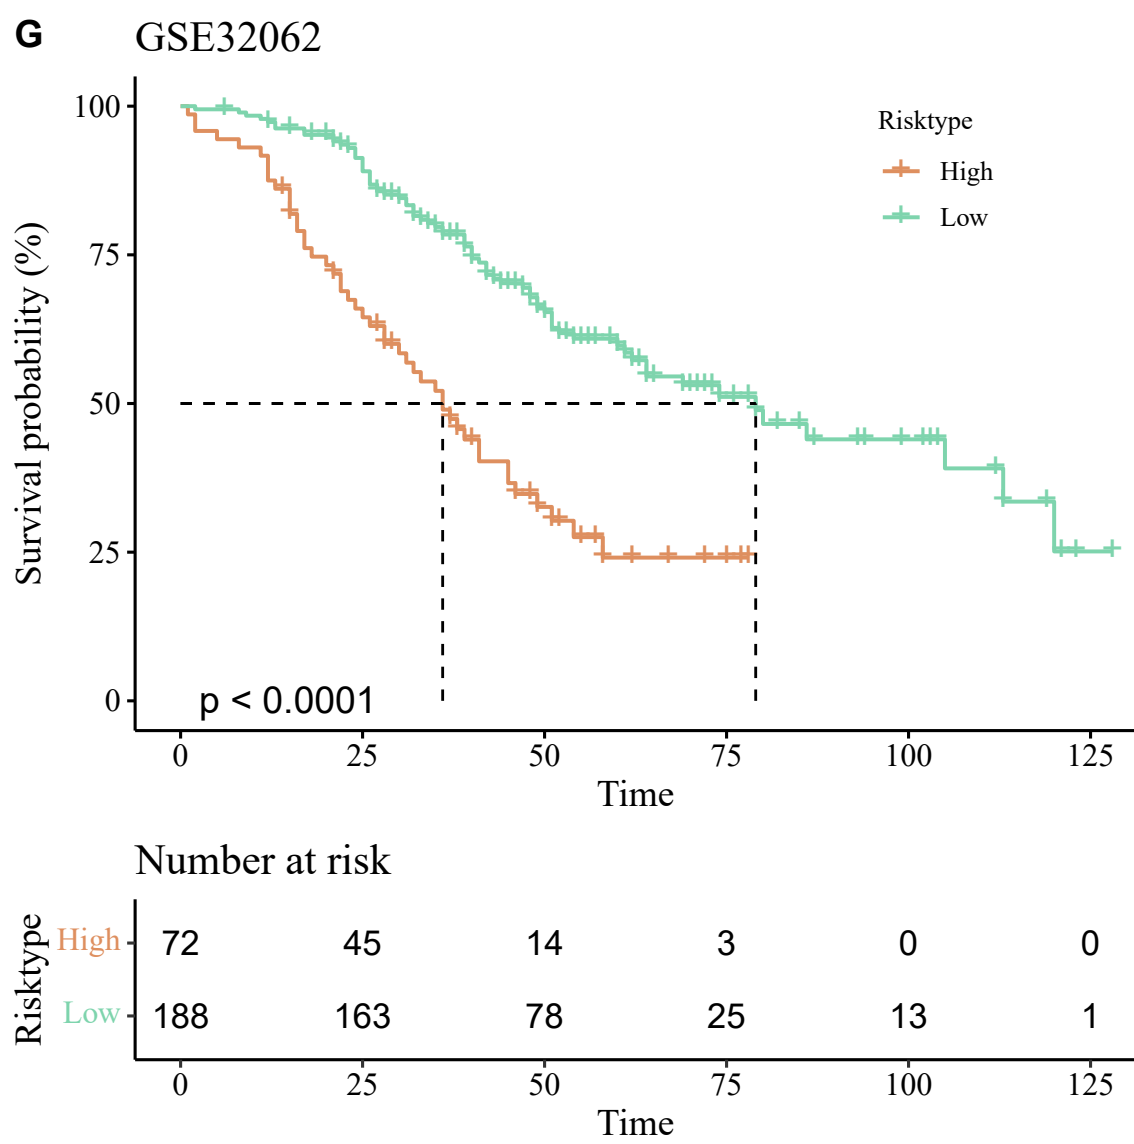 G GSE32062
Survival probability (%)
100
75
50
25
0
Risktype
High
Low
p < 0.0001
0 25 50 75 100 125
Time
Number at risk
Risktype
High 72 45 14 3 0 0
Low 188 163 78 25 13 1
0 25 50 75 100 125
Time